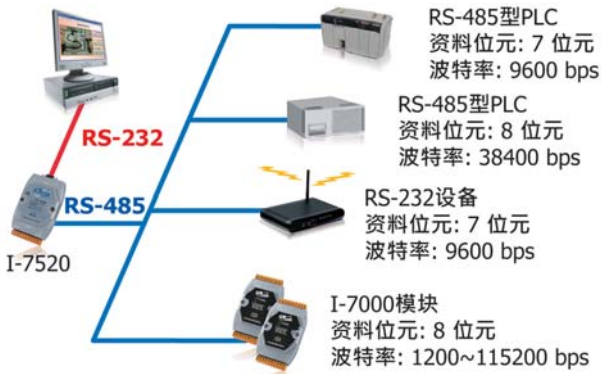 RS-485型PLC
资料位元: 7 位元
波特率: 9600 bps
RS-485型PLC
资料位元: 8 位元
波特率: 38400 bps
RS-232
RS-485
RS-232设备
资料位元: 7 位元
波特率: 9600 bps
I-7520
I-7000模块
资料位元: 8 位元
波特率: 1200~115200 bps